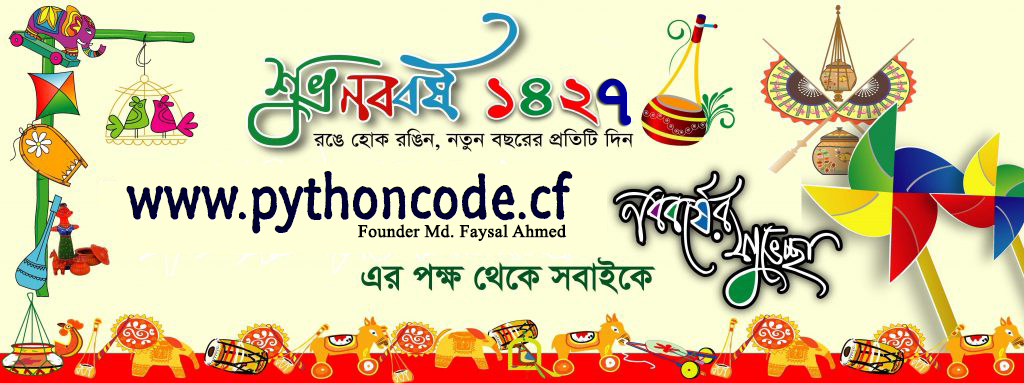 শুভ নববর্ষ ১৪২৭
রঙে হোক রঙিন, নতুন বছরের প্রতিটি দিন
www.pythoncode.cf
Founder Md. Faysal Ahmed
এর পক্ষ থেকে সবাইকে
নববর্ষের
শুভেচ্ছা